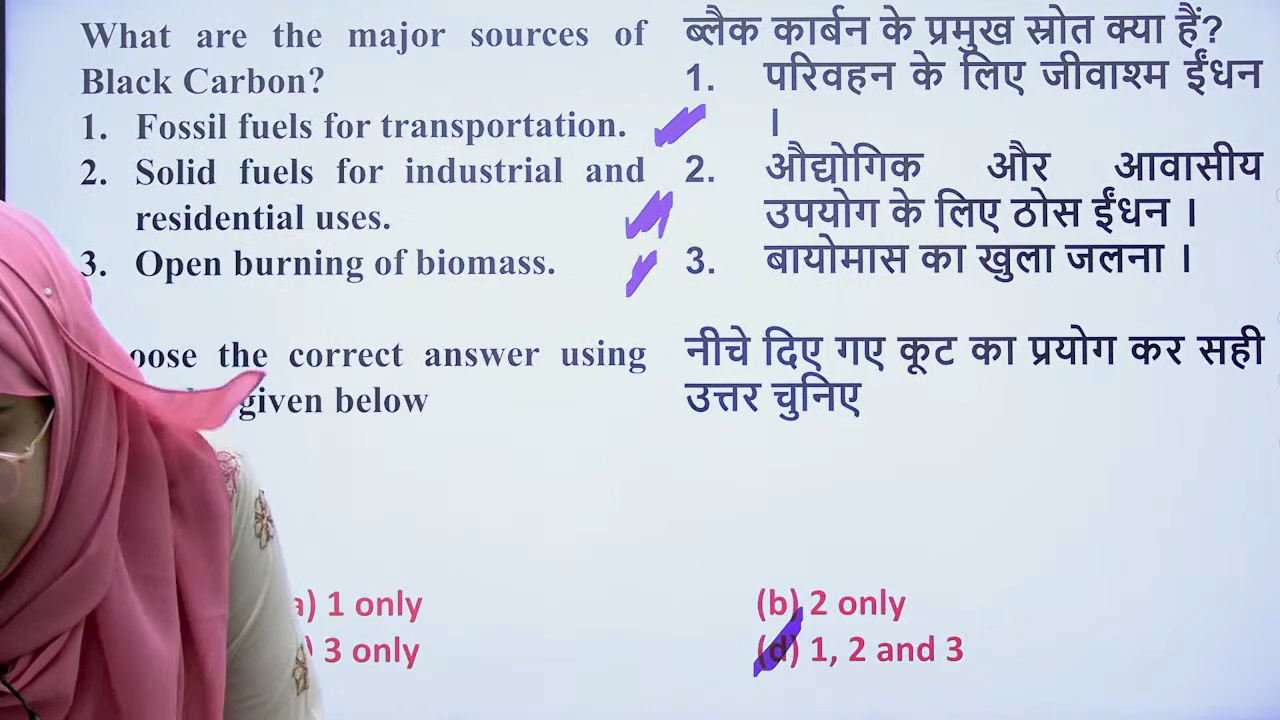 What are the major sources of
Black Carbon?
1. Fossil fuels for transportation.
2. Solid fuels for industrial and
residential uses.
3. Open burning of biomass.
oose the correct answer using
given below
ब्लैक कार्बन के प्रमुख स्रोत क्या हैं?
1. परिवहन के लिए जीवाश्म ईंधन
।
2. औद्योगिक और आवासीय
उपयोग के लिए ठोस ईंधन ।
3. बायोमास का खुला जलना ।
नीचे दिए गए कूट का प्रयोग कर सही
उत्तर चुनिए
a) 1 only
(b) 2 only
) 3 only
(d) 1, 2 and 3